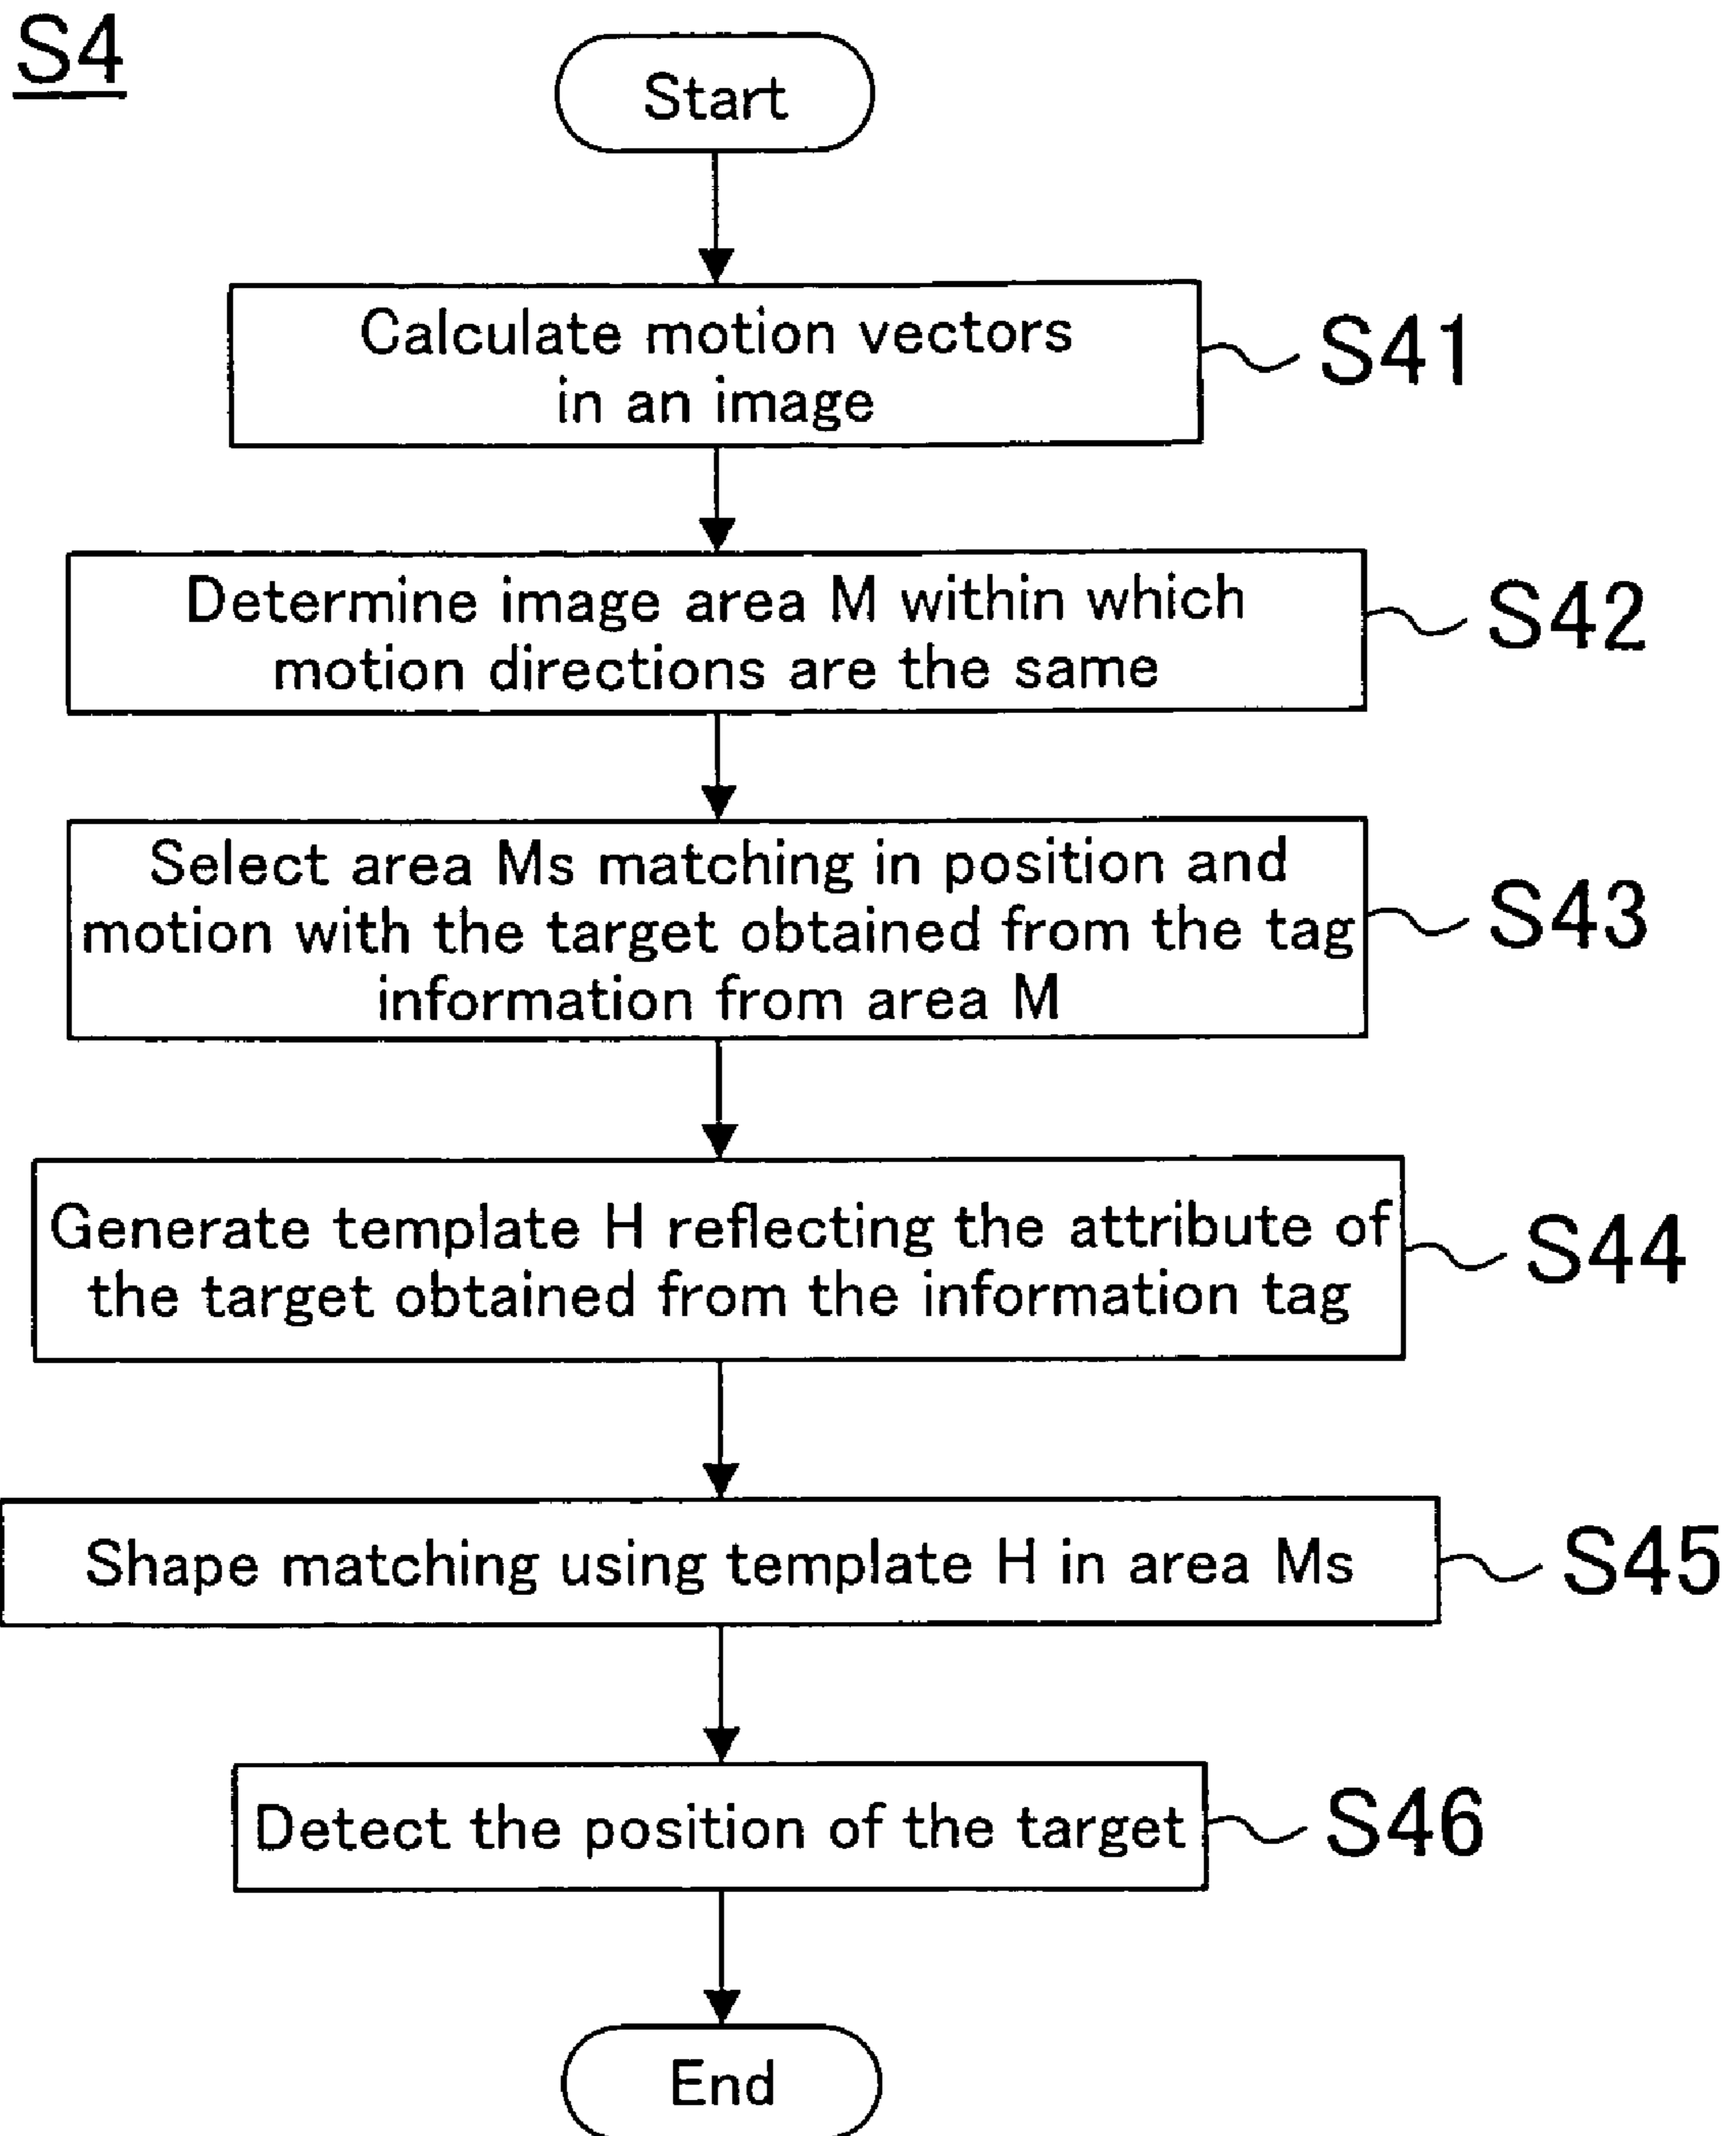 S4
Start
Calculate motion vectors
in an image
S41
Determine image area M within which
motion directions are the same
S42
Select area Ms matching in position and
motion with the target obtained from the tag
information from area M
S43
Generate template H reflecting the attribute of
the target obtained from the information tag
S44
Shape matching using template H in area Ms
S45
Detect the position of the target
S46
End